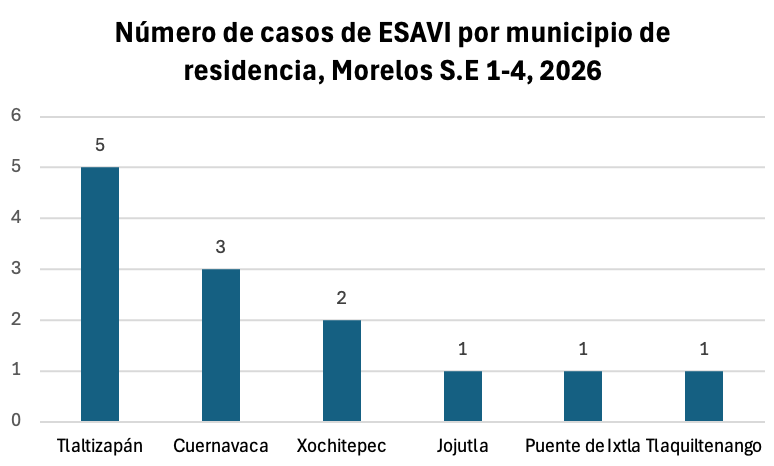 Número de casos de ESAVI por municipio de
residencia, Morelos S.E 1-4, 2026
6
5
4
3
2
1
0
5
3
2
1
1
1
Tlaltizapán
Cuernavaca
Xochitepec
Jojutla
Puente de Ixtla
Tlaquiltenango